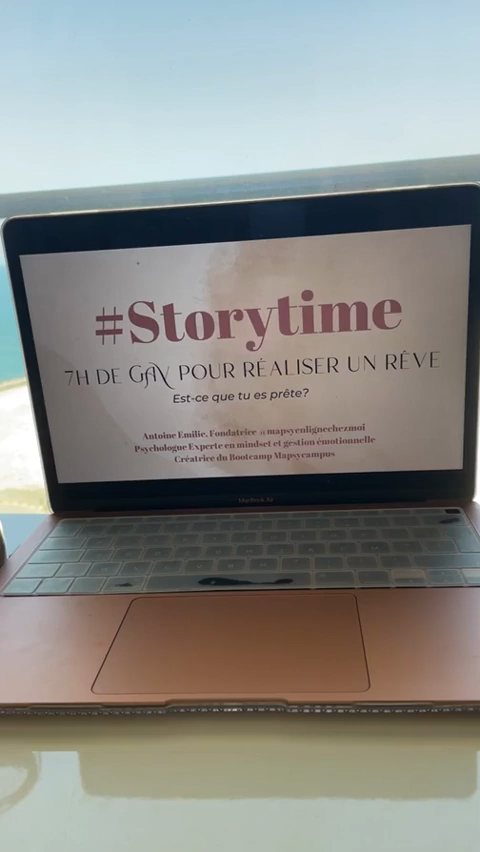 #Storytime
7H DE GAV POUR RÉALISER UN RÊVE
Est-ce que tu es prête?
Antoine Emilie, Fondatrice @mapsyenlignechezmoi
Psychologue Experte en mindset et gestion émotionnelle
Créatrice du Bootcamp Mapsycampus
MacBook Air